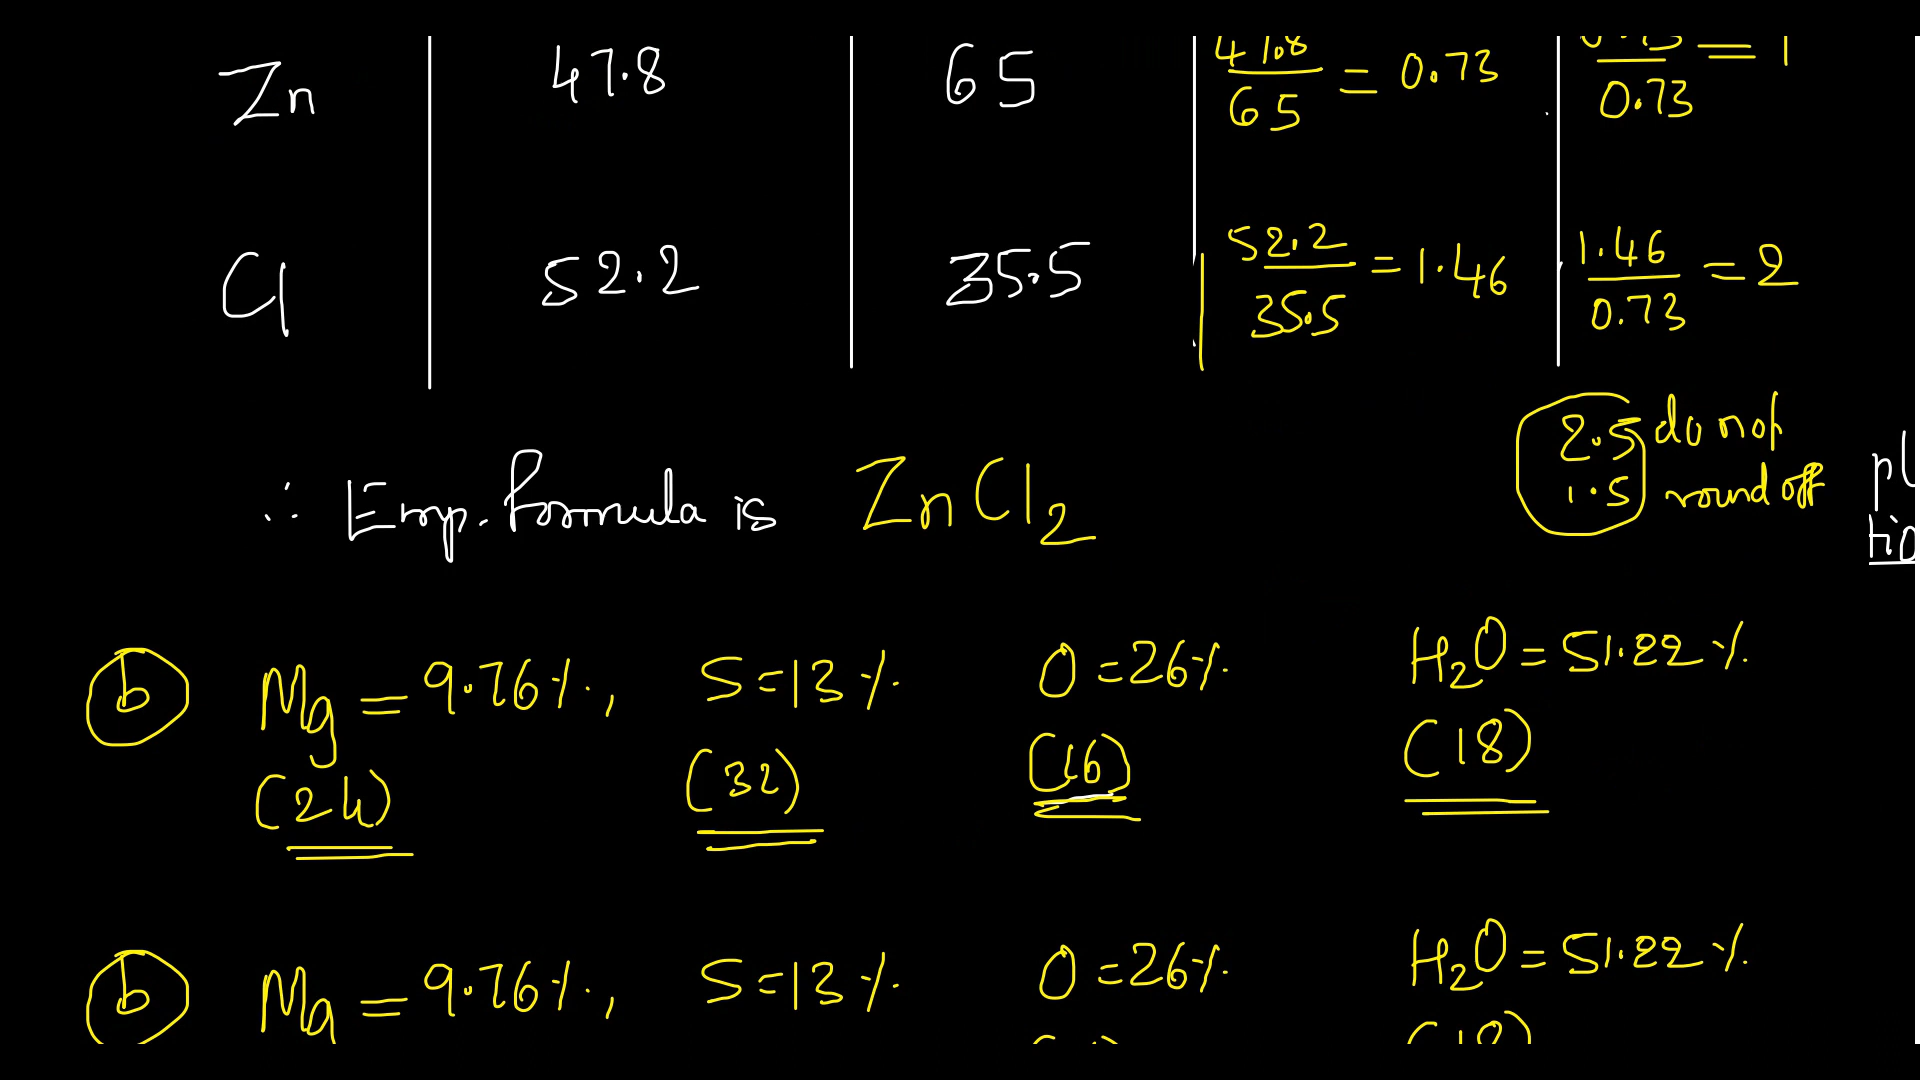 Zn 47.8 65 47.8/65 = 0.73 0.73/0.73 = 1
Cl 52.2 35.5 52.2/35.5 = 1.46 1.46/0.73 = 2
2.5 do not
1.5 round off
∴ Emp. formula is ZnCl2
(b) Mg = 9.76%, S = 13% O = 26% H2O = 51.22%
(24) (32) (16) (18)
(b) Mg = 9.76%, S = 13% O = 26% H2O = 51.22%
(18)